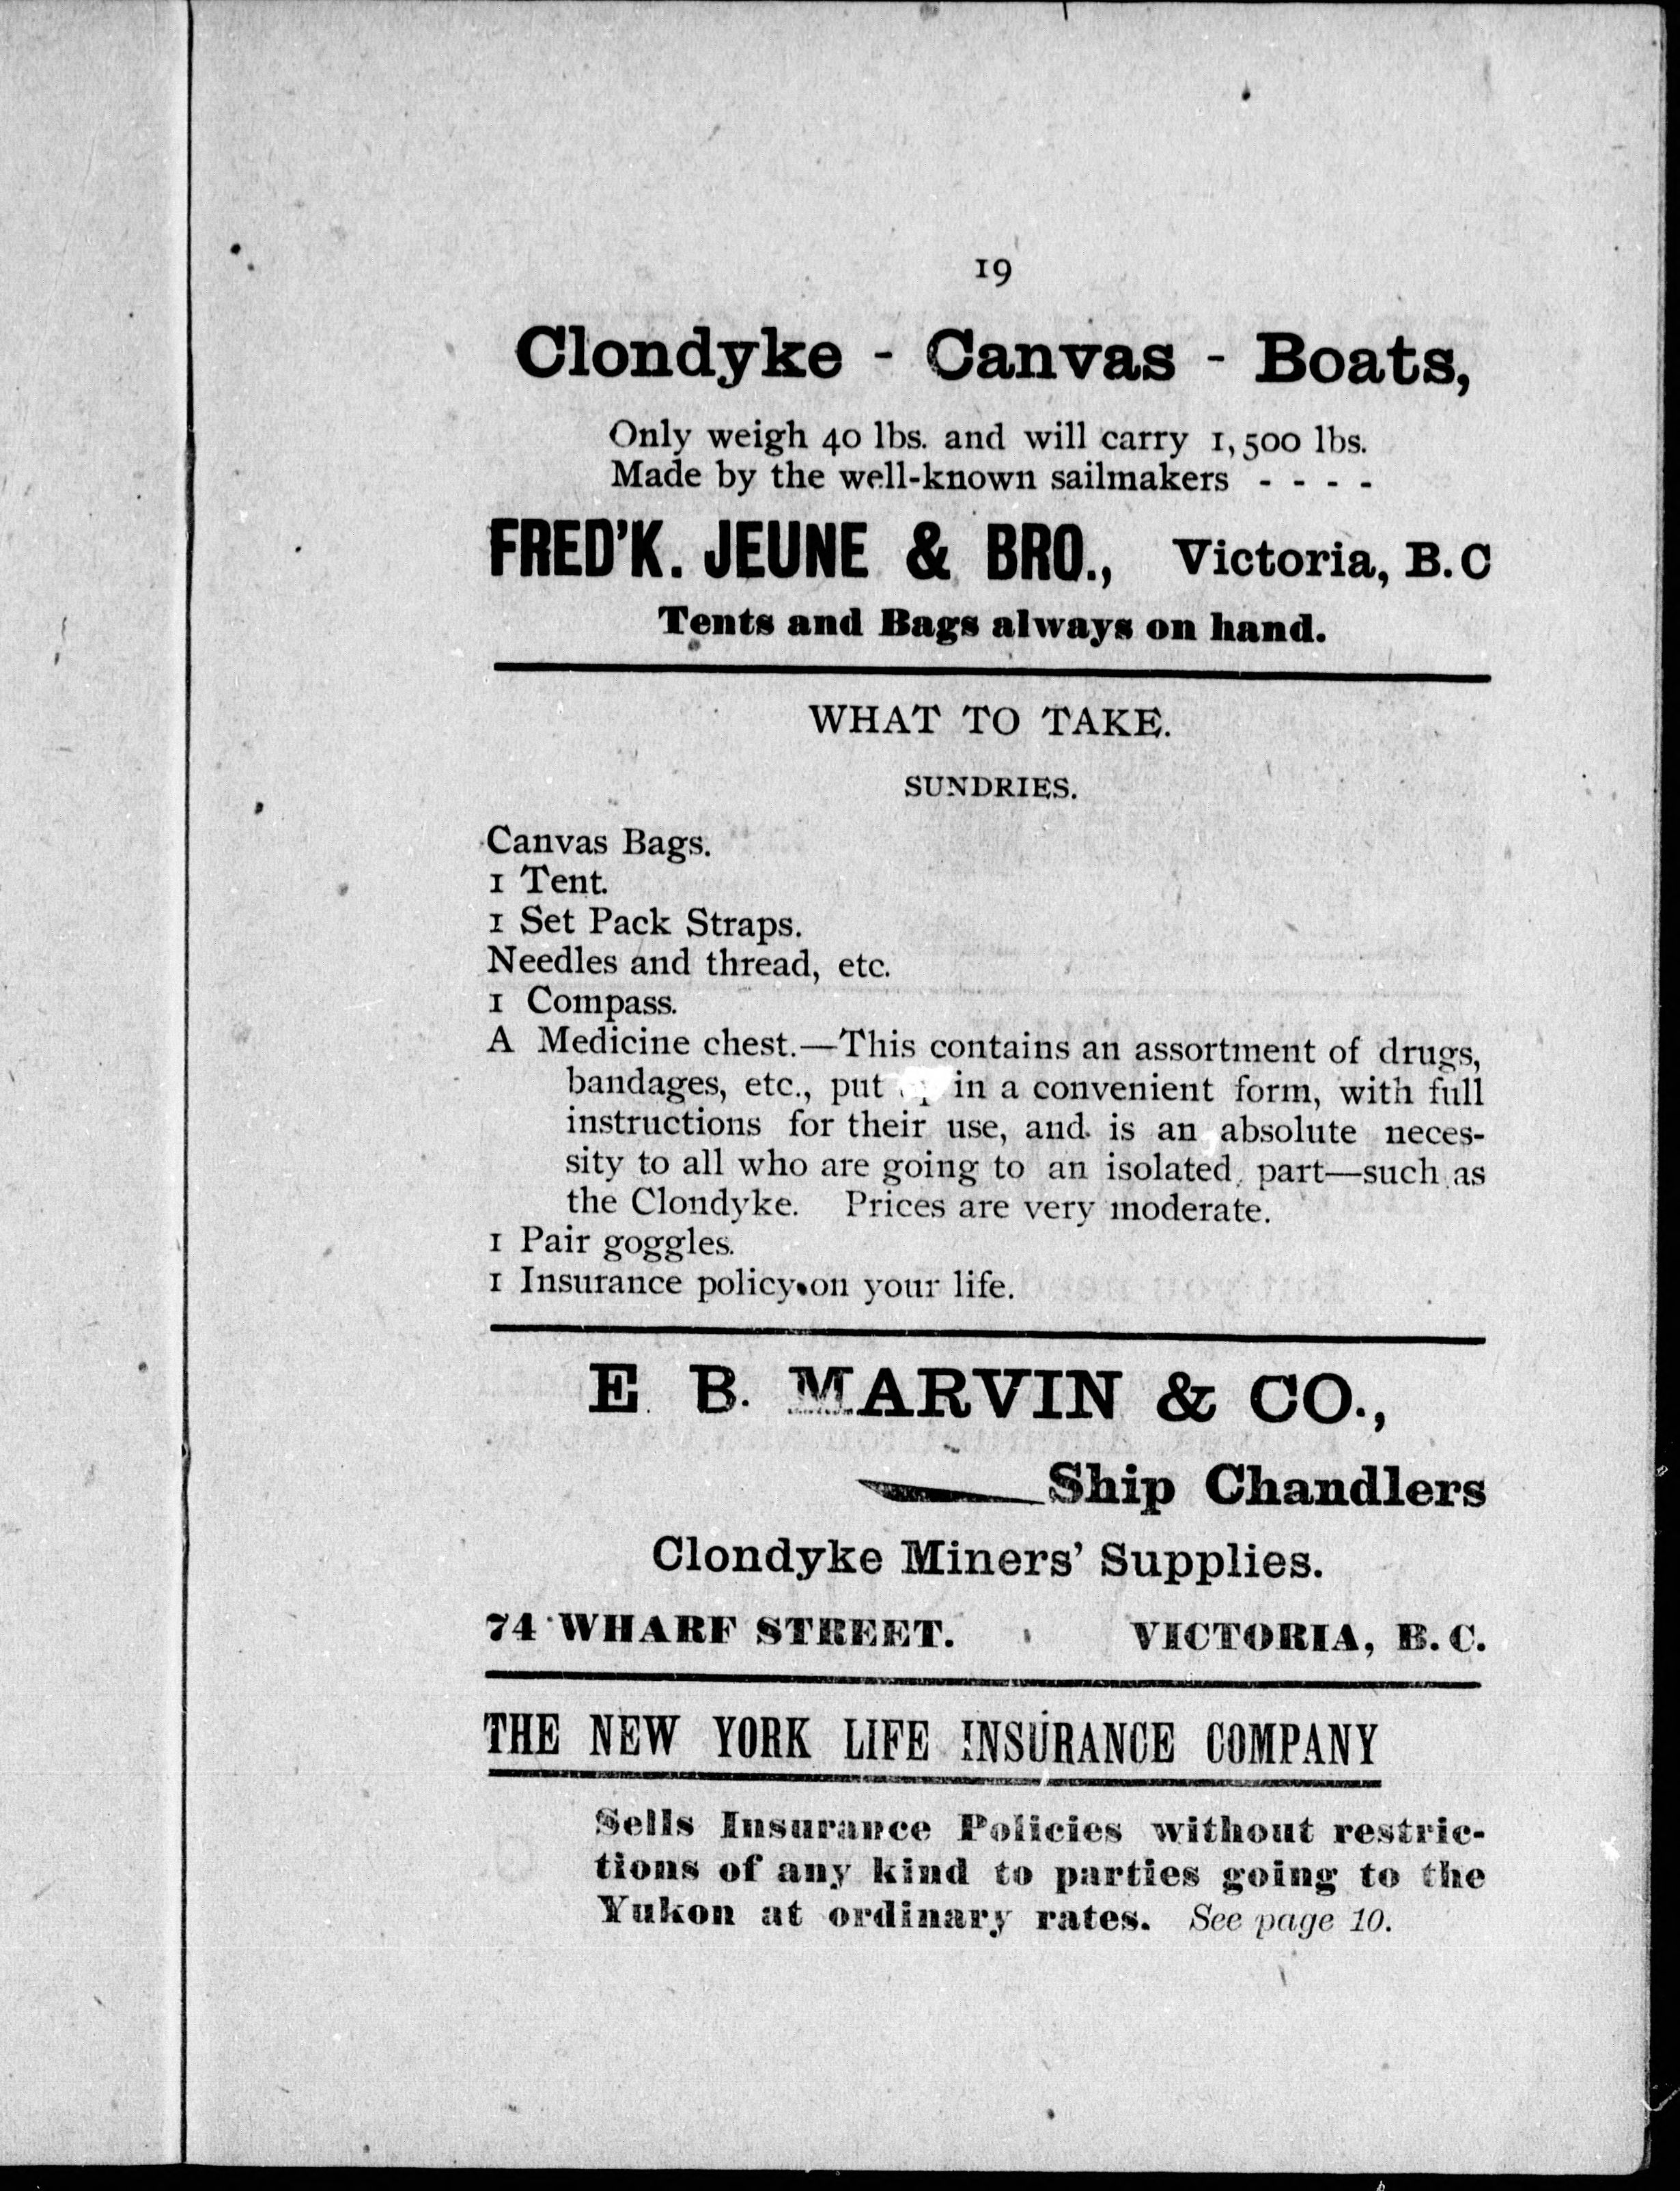 19
Clondyke - Canvas - Boats,
Only weigh 40 lbs. and will carry 1,500 lbs.
Made by the well-known sailmakers - - - -
FRED'K. JEUNE & BRO., Victoria, B.C
Tents and Bags always on hand.
WHAT TO TAKE.
SUNDRIES.
Canvas Bags.
1 Tent.
1 Set Pack Straps.
Needles and thread, etc.
1 Compass.
A Medicine chest.—This contains an assortment of drugs,
bandages, etc., put in a convenient form, with full
instructions for their use, and is an absolute neces-
sity to all who are going to an isolated part—such as
the Clondyke. Prices are very moderate.
1 Pair goggles.
1 Insurance policy on your life.
E. B. MARVIN & CO.,
Ship Chandlers
Clondyke Miners' Supplies.
74 WHARF STREET. VICTORIA, B.C.
THE NEW YORK LIFE INSURANCE COMPANY
Sells Insurance Policies without restric-
tions of any kind to parties going to the
Yukon at ordinary rates. See page 10.